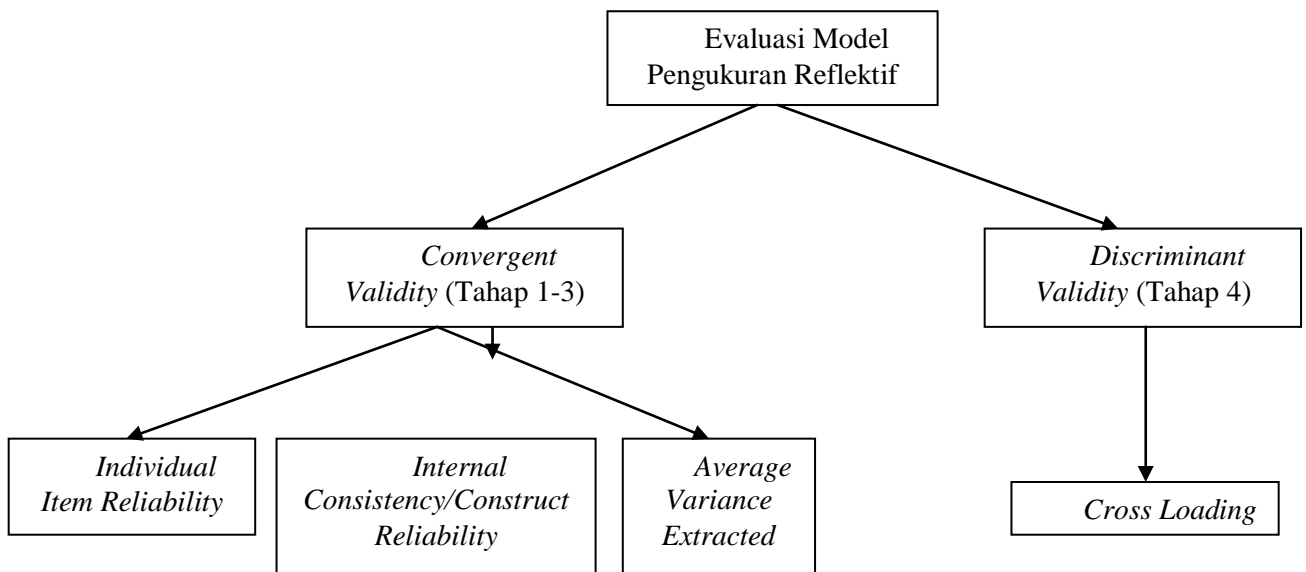 Evaluasi Model
Pengukuran Reflektif
Convergent
Validity (Tahap 1-3)
Discriminant
Validity (Tahap 4)
Individual
Item Reliability
Internal
Consistency/Construct
Reliability
Average
Variance
Extracted
Cross Loading